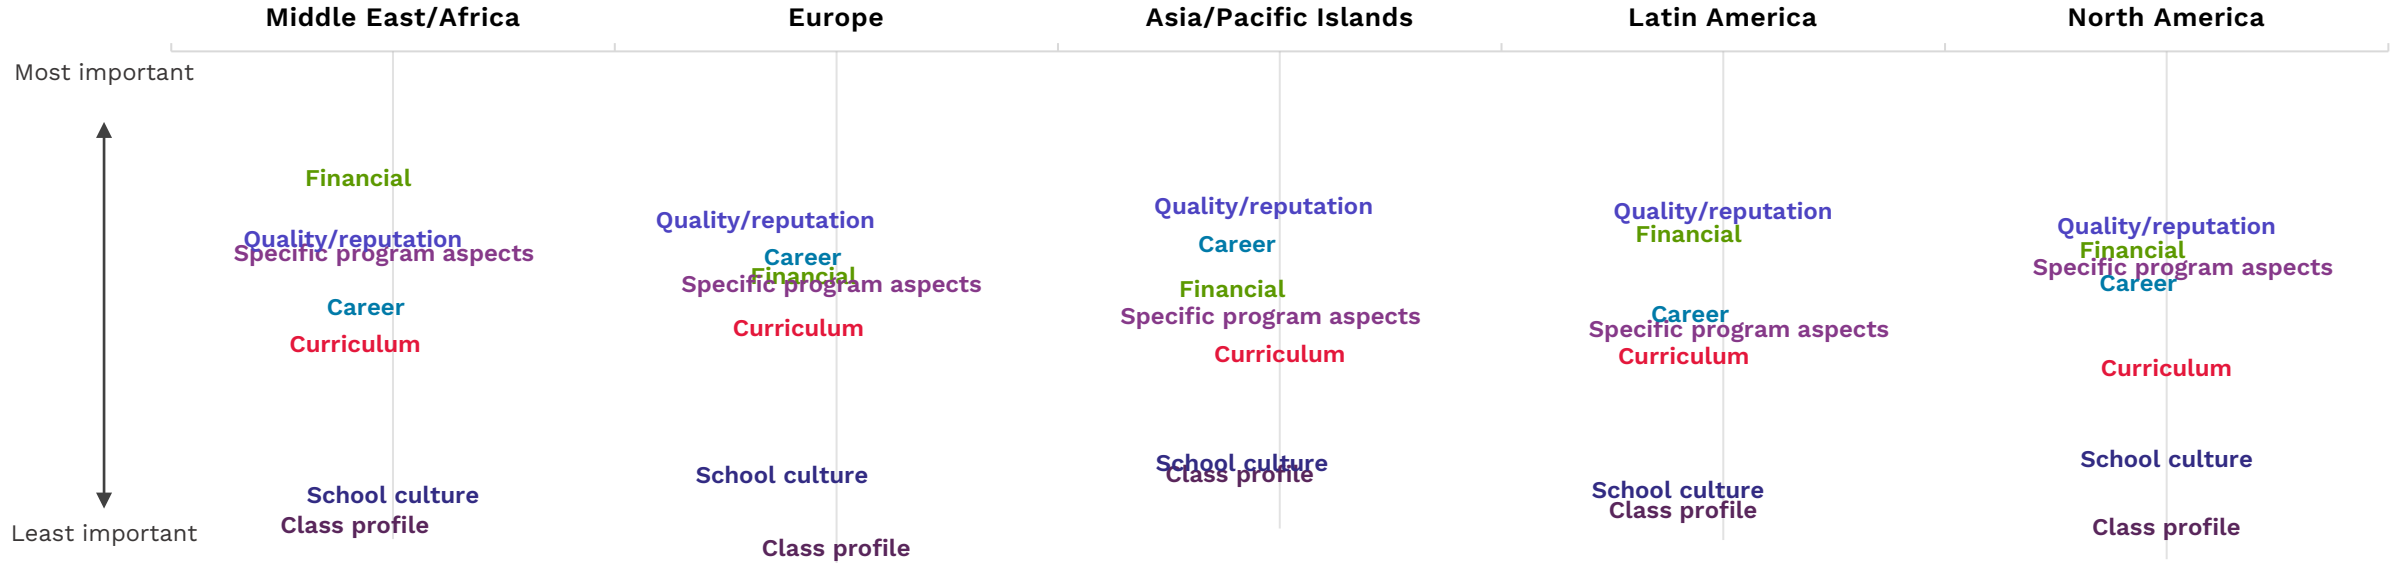 Middle East/Africa
Europe
Asia/Pacific Islands
Latin America
North America
Most important
Least important
Financial
Quality/reputation
Specific program aspects
Career
Curriculum
School culture
Class profile
Quality/reputation
Career
Financial
Specific program aspects
Curriculum
School culture
Class profile
Quality/reputation
Career
Financial
Specific program aspects
Curriculum
School culture
Class profile
Quality/reputation
Financial
Career
Specific program aspects
Curriculum
School culture
Class profile
Quality/reputation
Financial
Specific program aspects
Career
Curriculum
School culture
Class profile